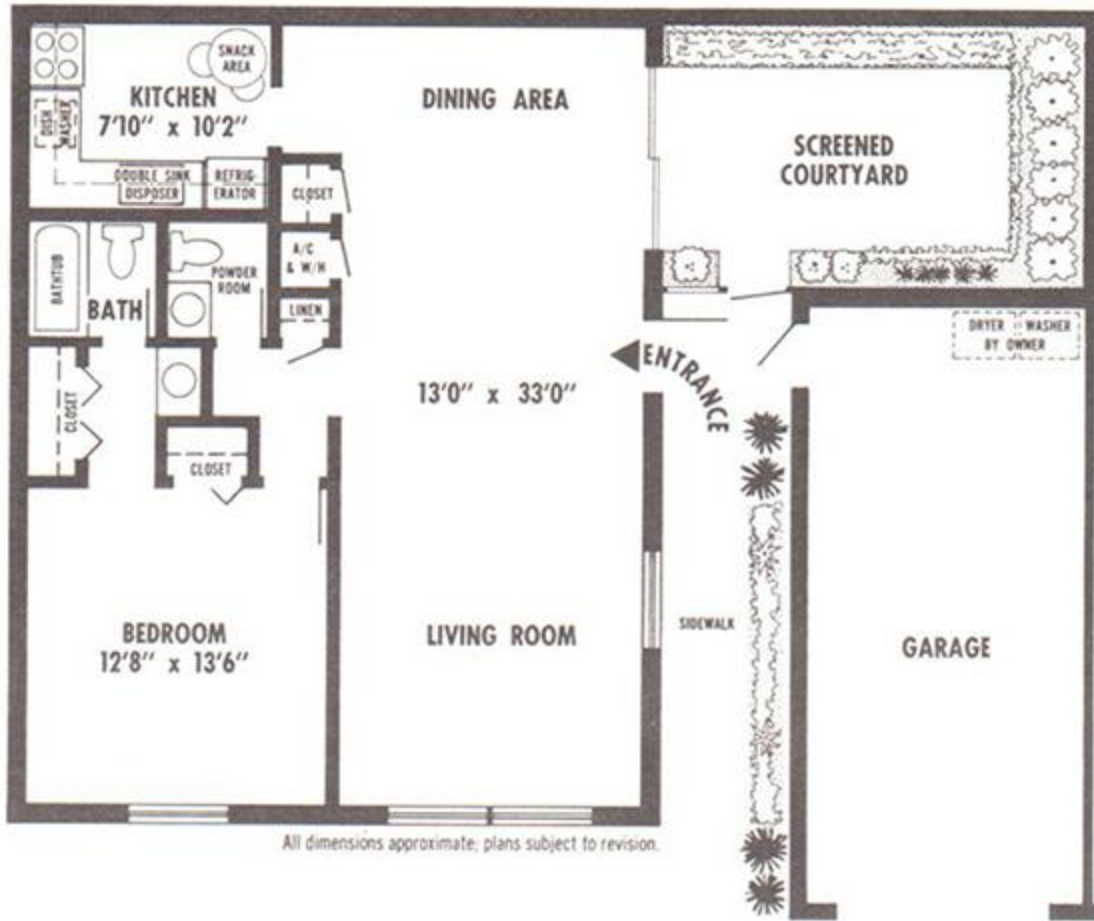 SNACK
AREA
KITCHEN
7'10" x 10'2"
DISH
WASHER
DOUBLE SINK
DISPOSER
REFRIG-
ERATOR
DINING AREA
SCREENED
COURTYARD
CLOSET
A/C
& W/H
LINEN
BATHTUB
BATH
POWDER
ROOM
DRYER WASHER
BY OWNER
ENTRANCE
13'0" x 33'0"
CLOSET
CLOSET
BEDROOM
12'8" x 13'6"
LIVING ROOM
SIDEWALK
GARAGE
All dimensions approximate; plans subject to revision.